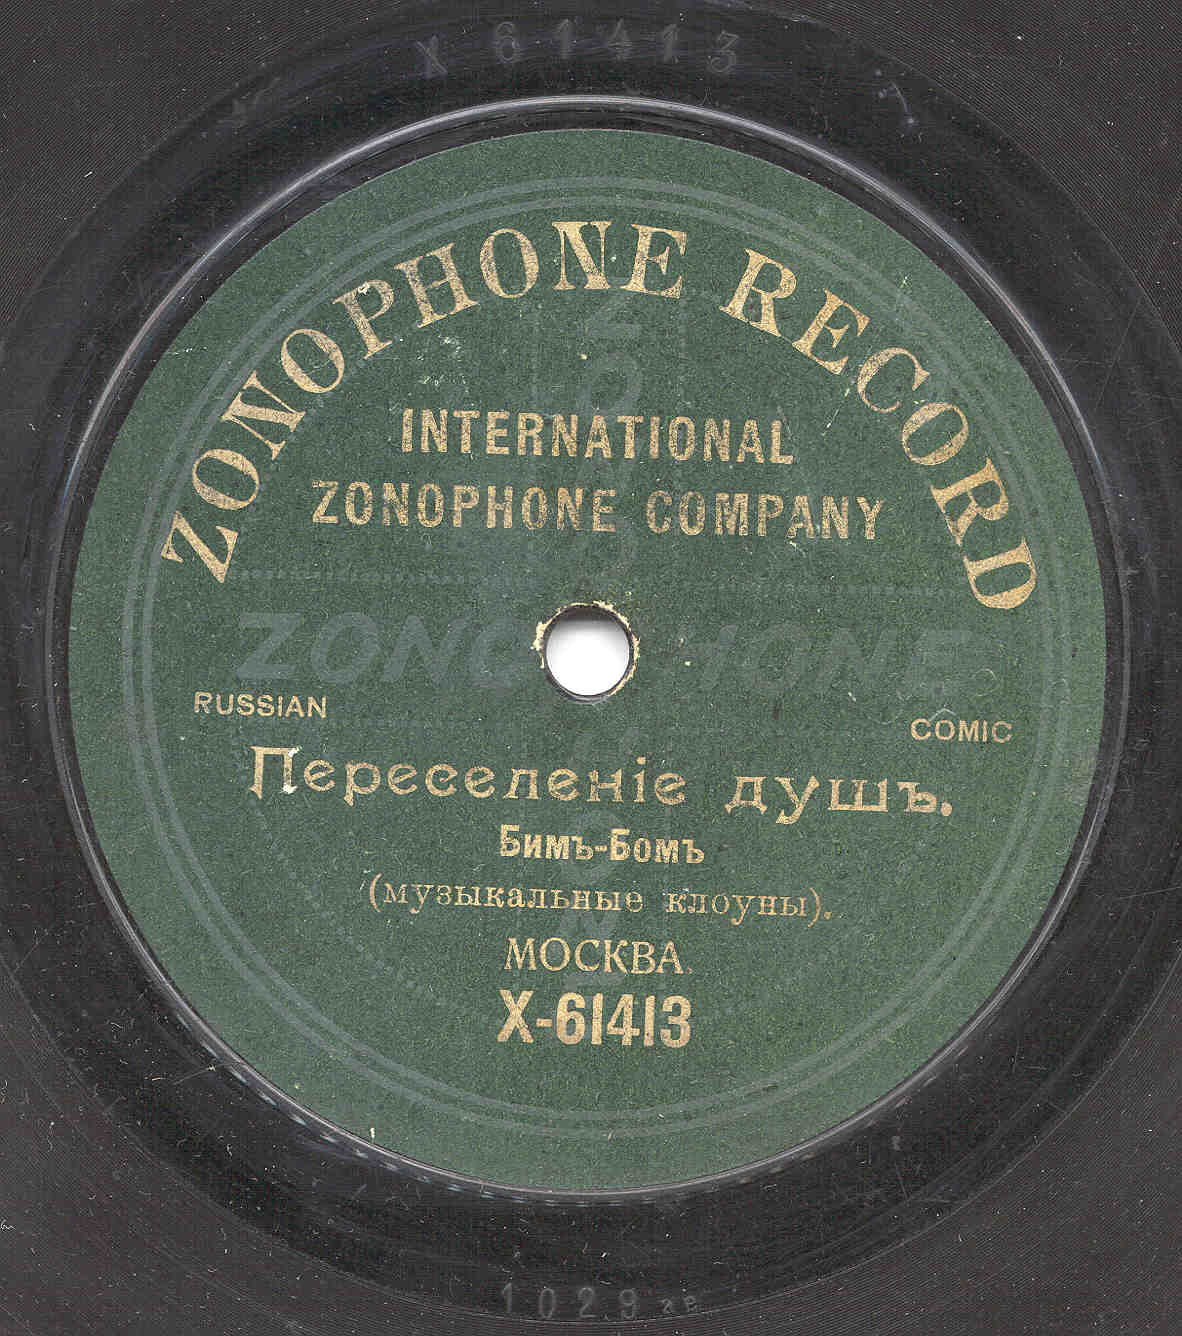 X 61413
ZONOPHONE RECORD
INTERNATIONAL
ZONOPHONE COMPANY
ZONOPHONE
RUSSIAN
COMIC
Переселеніе душъ.
Бимъ-Бомъ
(музыкальные клоуны).
МОСКВА.
X-61413
1029